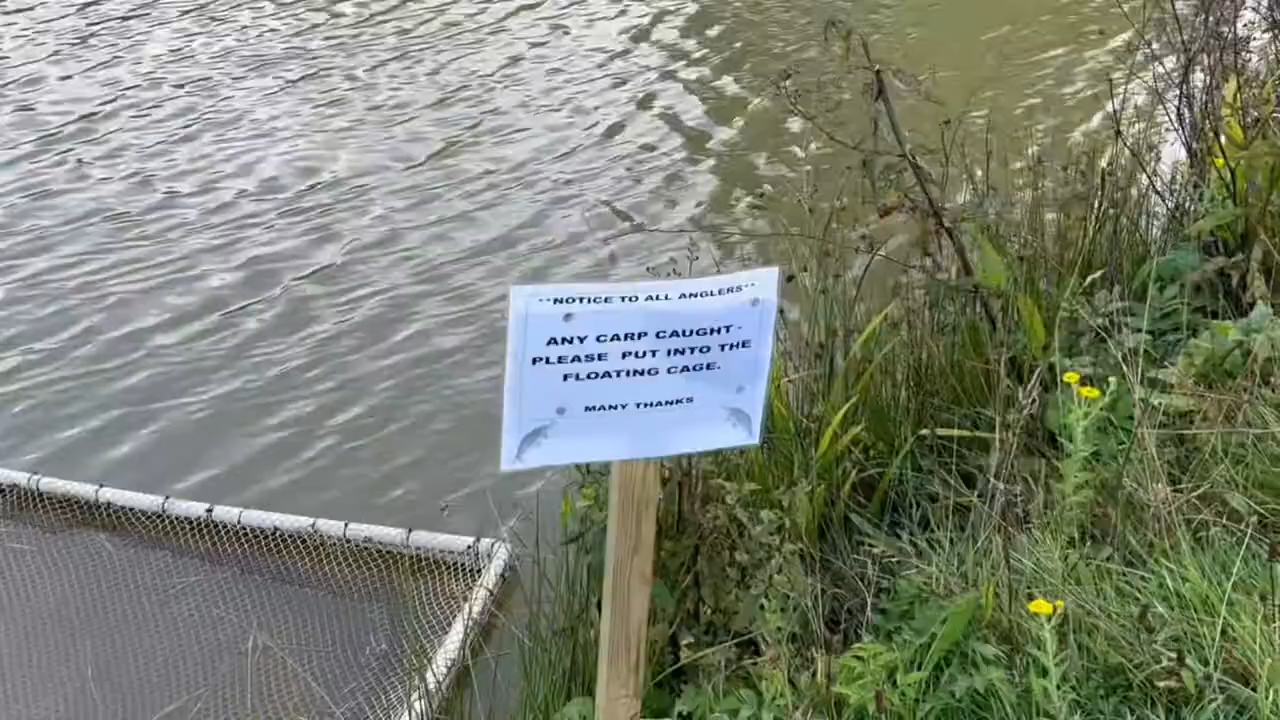 **NOTICE TO ALL ANGLERS**
ANY CARP CAUGHT -
PLEASE PUT INTO THE
FLOATING CAGE.
MANY THANKS